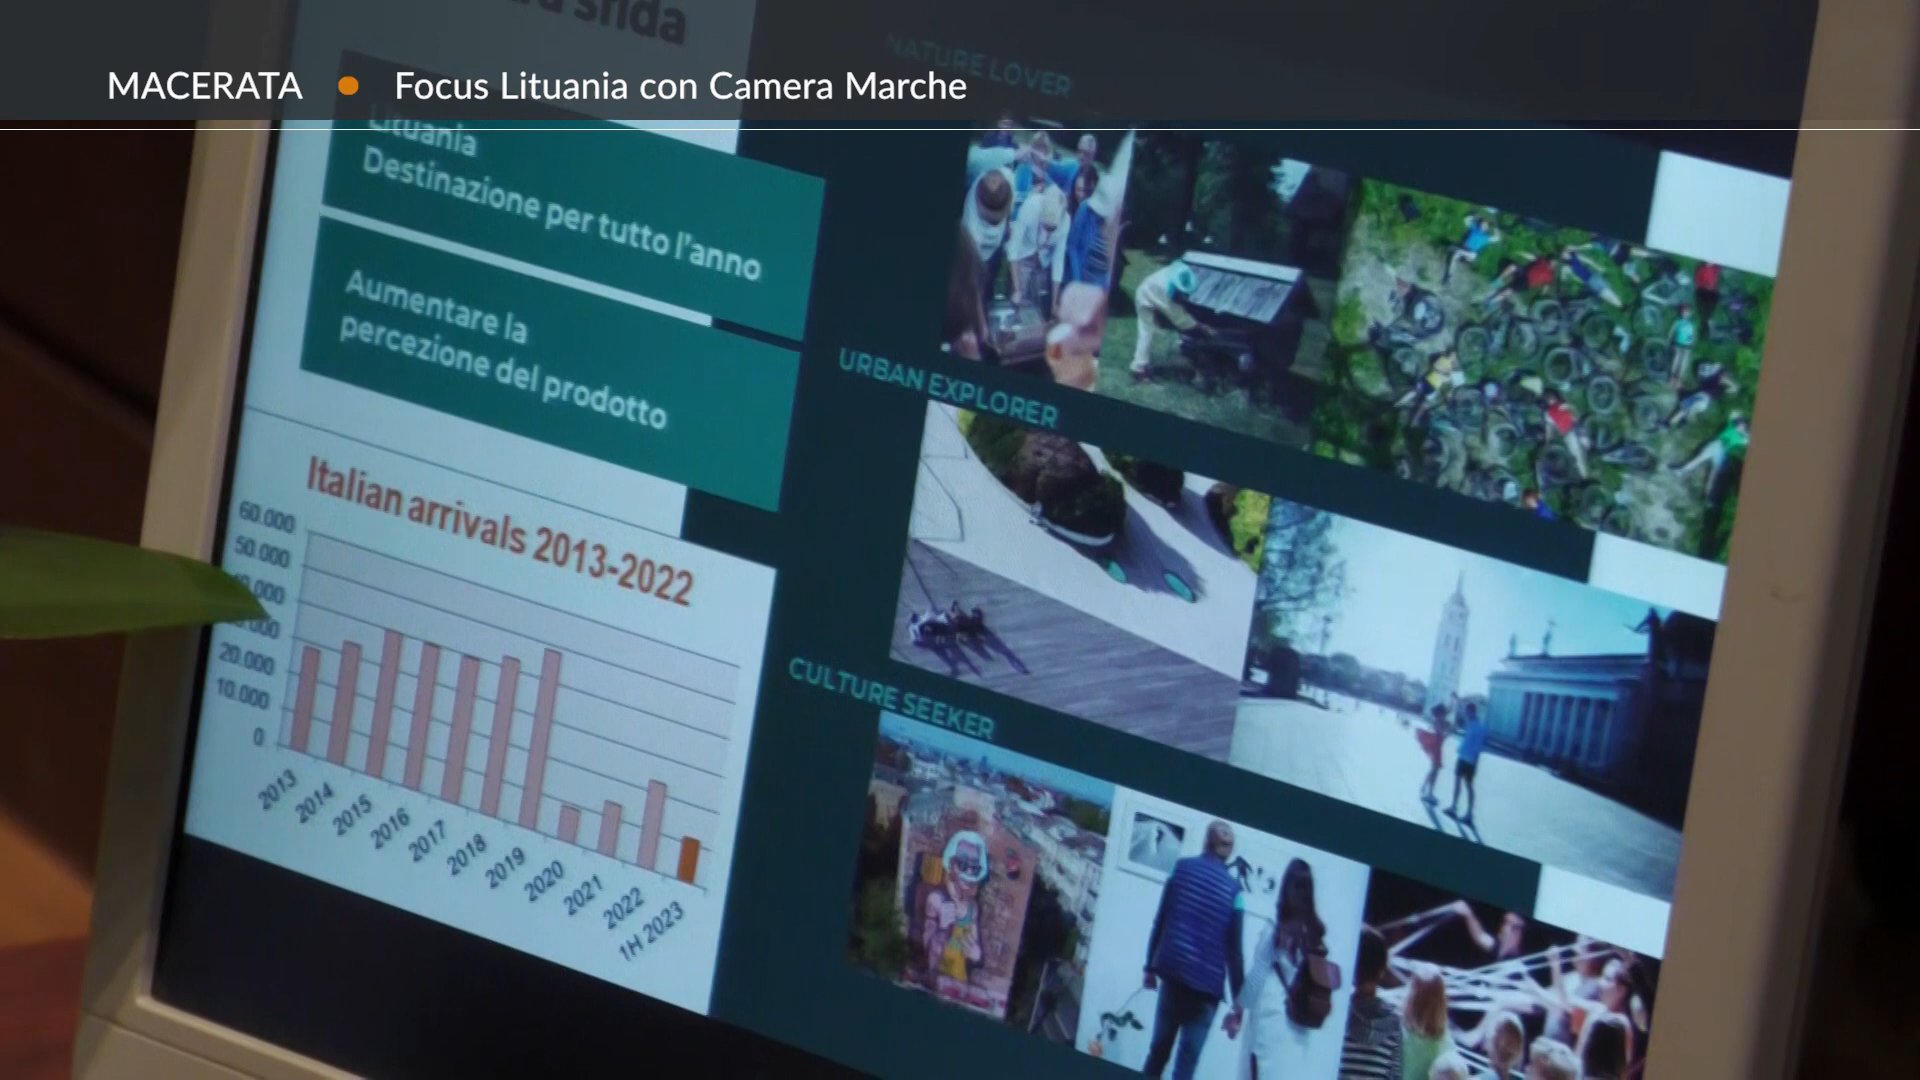 MACERATA • Focus Lituania con Camera Marche
sfida
Lituania
Destinazione per tutto l'anno
Aumentare la
percezione del prodotto
Italian arrivals 2013-2022
60.000
50.000
20.000
10.000
0
2013
2014
2015
2016
2017
2018
2019
2020
2021
2022
1H 2023
NATURE LOVER
URBAN EXPLORER
CULTURE SEEKER